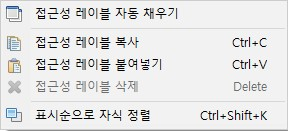 접근성 레이블 자동 채우기
접근성 레이블 복사 Ctrl+C
접근성 레이블 붙여넣기 Ctrl+V
접근성 레이블 삭제 Delete
표시순으로 자식 정렬 Ctrl+Shift+K